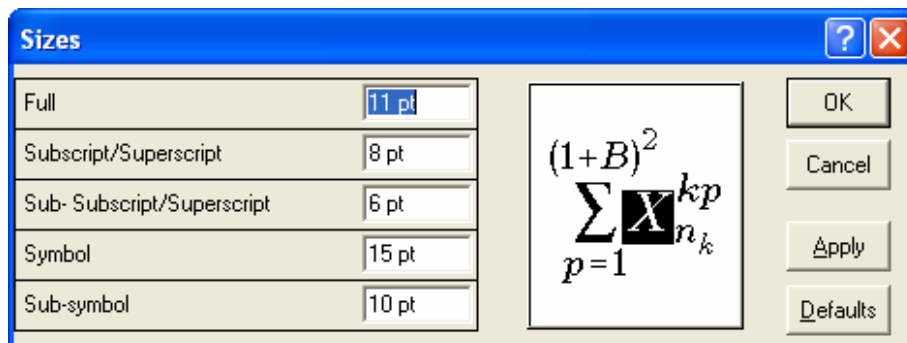 Sizes
Full 11 pt
Subscript/Superscript 8 pt
Sub- Subscript/Superscript 6 pt
Symbol 15 pt
Sub-symbol 10 pt
(1+B)²
∑ X kp
n_k
p=1
OK
Cancel
Apply
Defaults